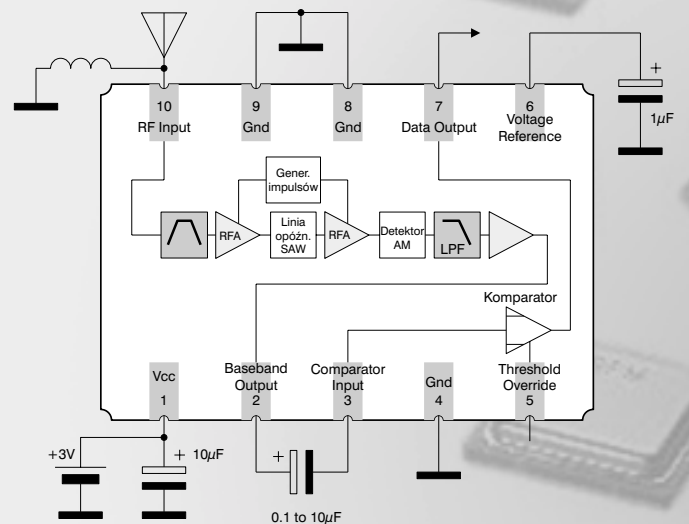 10
9
8
7
6
RF Input
Gnd
Gnd
Data Output
Voltage
Reference
+
1µF
Gener.
impulsów
RFA
Linia
opóźn.
SAW
RFA
Detektor
AM
LPF
Komparator
Vcc
1
Baseband
Output
2
Comparator
Input
3
Gnd
4
Threshold
Override
5
+3V
+
10µF
+
0.1 to 10µF